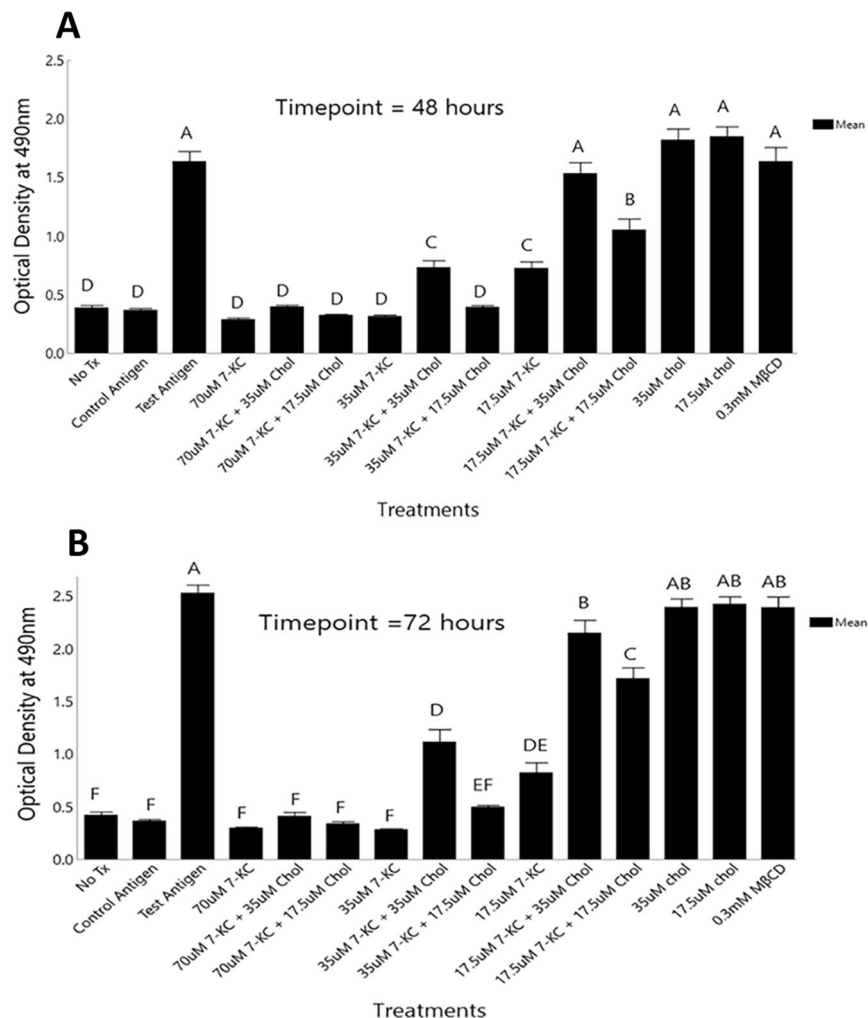 A
Optical Density at 490nm
2.5
2.0
1.5
1.0
0.5
0.0
Timepoint = 48 hours
Mean
D
D
A
D
D
D
D
C
D
C
A
B
A
A
A
No Tx
Control Antigen
Test Antigen
70uM 7-KC
70uM 7-KC + 35uM Chol
70uM 7-KC + 17.5uM Chol
35uM 7-KC
35uM 7-KC + 35uM Chol
35uM 7-KC + 17.5uM Chol
17.5uM 7-KC
17.5uM 7-KC + 35uM Chol
17.5uM 7-KC + 17.5uM Chol
35uM chol
17.5uM chol
0.3mM MβCD
Treatments
B
Optical Density at 490nm
2.5
2.0
1.5
1.0
0.5
0.0
Timepoint =72 hours
Mean
F
F
A
F
F
F
F
D
EF
DE
B
C
AB
AB
AB
No Tx
Control Antigen
Test Antigen
70uM 7-KC
70uM 7-KC + 35uM Chol
70uM 7-KC + 17.5uM Chol
35uM 7-KC
35uM 7-KC + 35uM Chol
35uM 7-KC + 17.5uM Chol
17.5uM 7-KC
17.5uM 7-KC + 35uM Chol
17.5uM 7-KC + 17.5uM Chol
35uM chol
17.5uM chol
0.3mM MβCD
Treatments